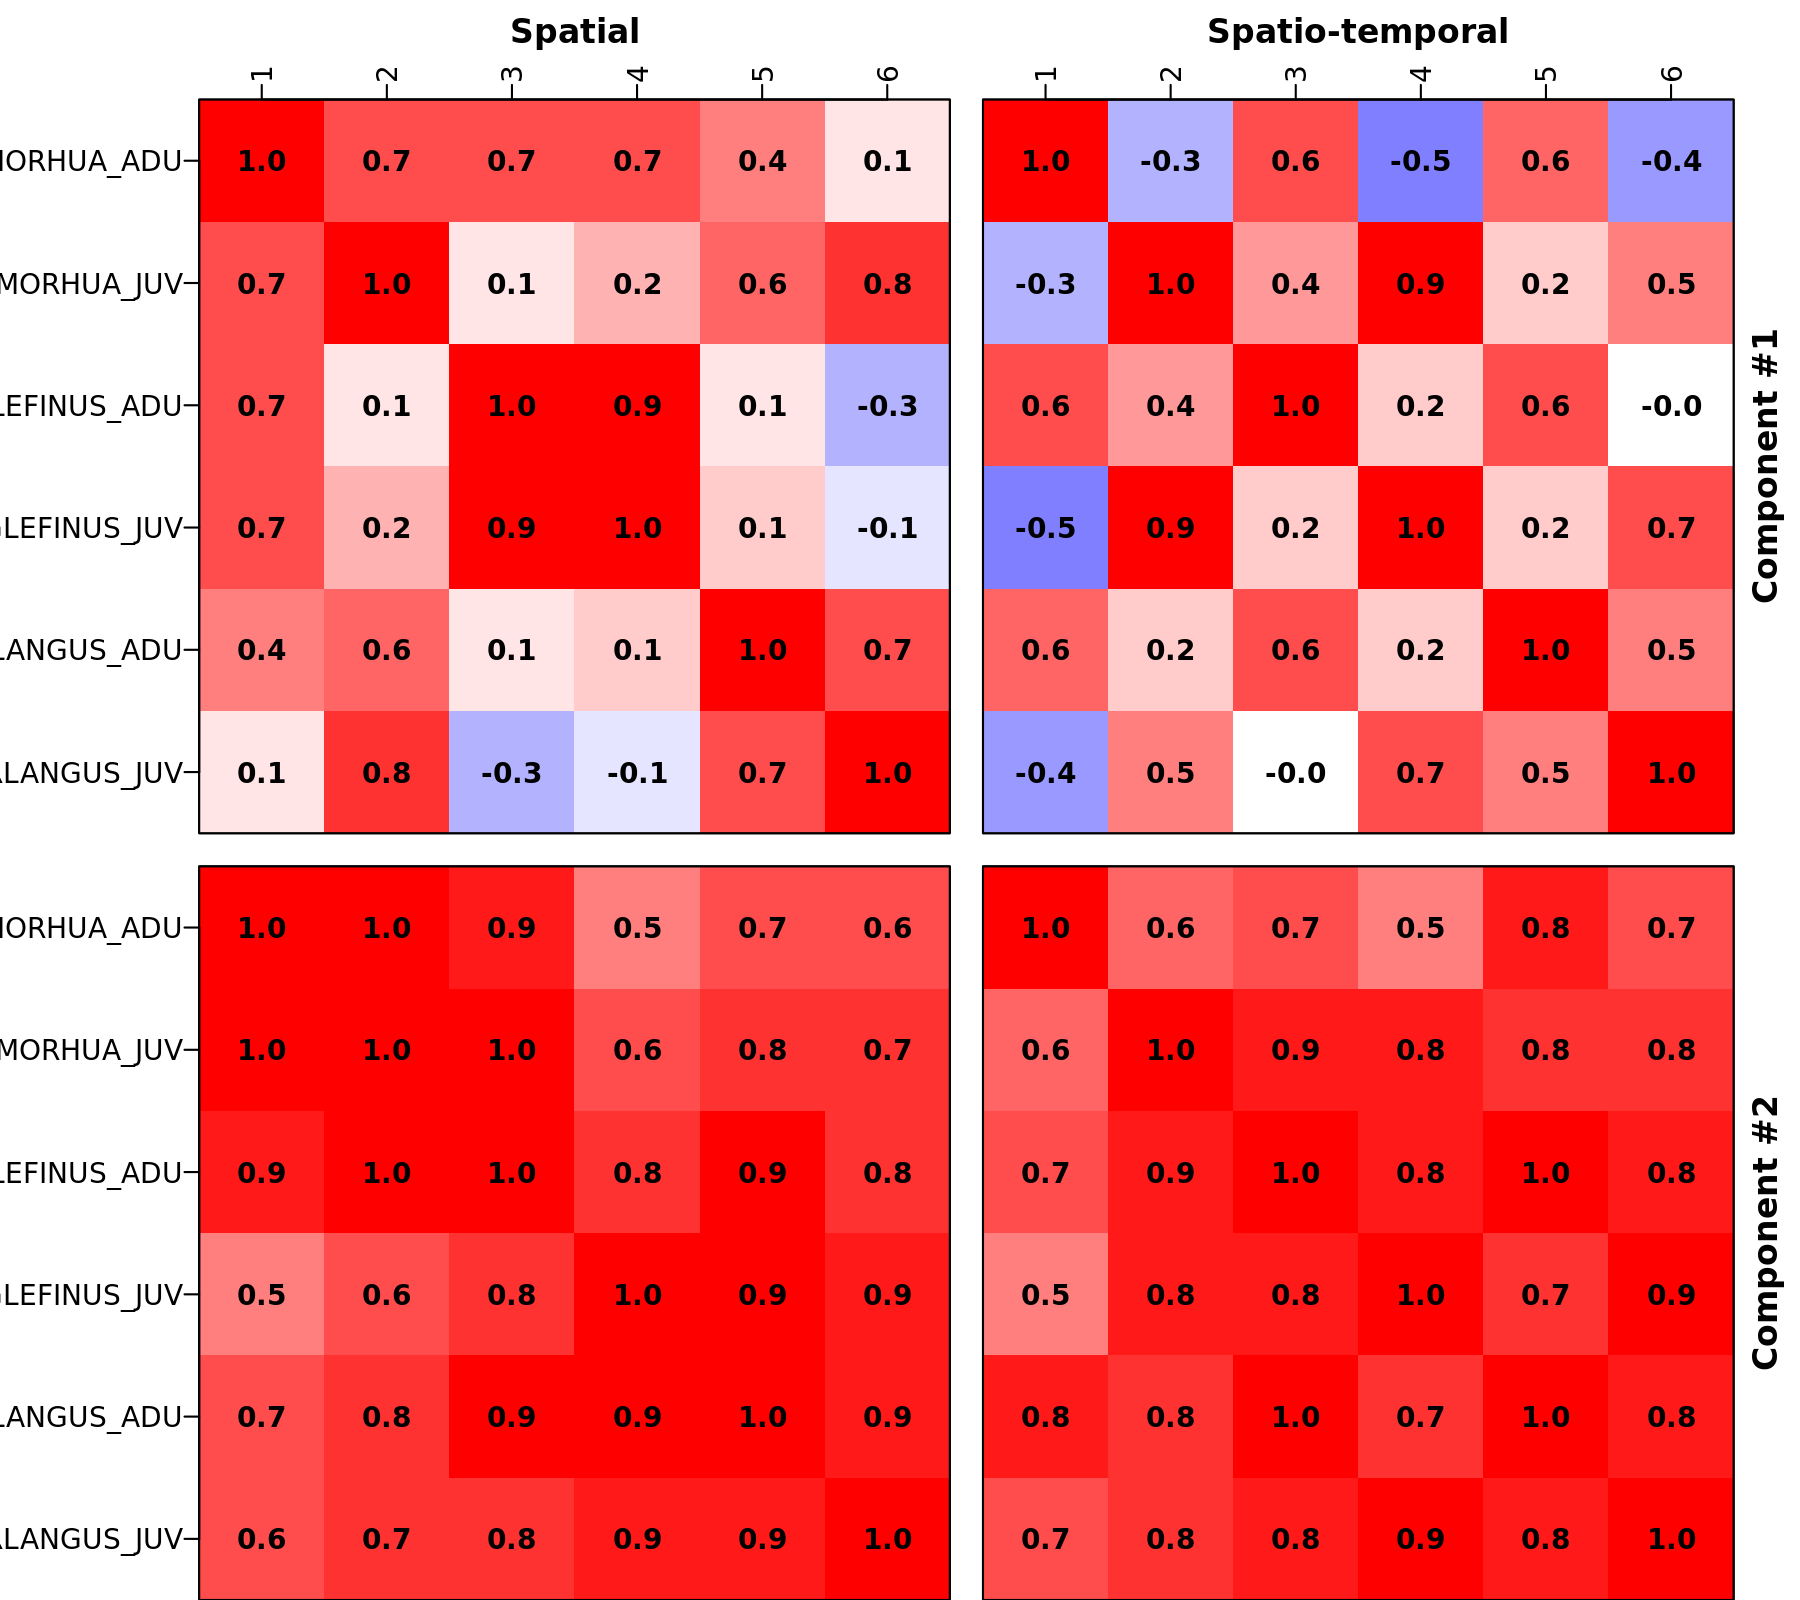 Spatial Spatio-temporal
1 2 3 4 5 6 1 2 3 4 5 6
ORHUA_ADU 1.0 0.7 0.7 0.7 0.4 0.1 1.0 -0.3 0.6 -0.5 0.6 -0.4
MORHUA_JUV 0.7 1.0 0.1 0.2 0.6 0.8 -0.3 1.0 0.4 0.9 0.2 0.5
LEFINUS_ADU 0.7 0.1 1.0 0.9 0.1 -0.3 0.6 0.4 1.0 0.2 0.6 -0.0
LEFINUS_JUV 0.7 0.2 0.9 1.0 0.1 -0.1 -0.5 0.9 0.2 1.0 0.2 0.7
LANGUS_ADU 0.4 0.6 0.1 0.1 1.0 0.7 0.6 0.2 0.6 0.2 1.0 0.5
LANGUS_JUV 0.1 0.8 -0.3 -0.1 0.7 1.0 -0.4 0.5 -0.0 0.7 0.5 1.0
Component #1
ORHUA_ADU 1.0 1.0 0.9 0.5 0.7 0.6 1.0 0.6 0.7 0.5 0.8 0.7
MORHUA_JUV 1.0 1.0 1.0 0.6 0.8 0.7 0.6 1.0 0.9 0.8 0.8 0.8
LEFINUS_ADU 0.9 1.0 1.0 0.8 0.9 0.8 0.7 0.9 1.0 0.8 1.0 0.8
LEFINUS_JUV 0.5 0.6 0.8 1.0 0.9 0.9 0.5 0.8 0.8 1.0 0.7 0.9
LANGUS_ADU 0.7 0.8 0.9 0.9 1.0 0.9 0.8 0.8 1.0 0.7 1.0 0.8
LANGUS_JUV 0.6 0.7 0.8 0.9 0.9 1.0 0.7 0.8 0.8 0.9 0.8 1.0
Component #2